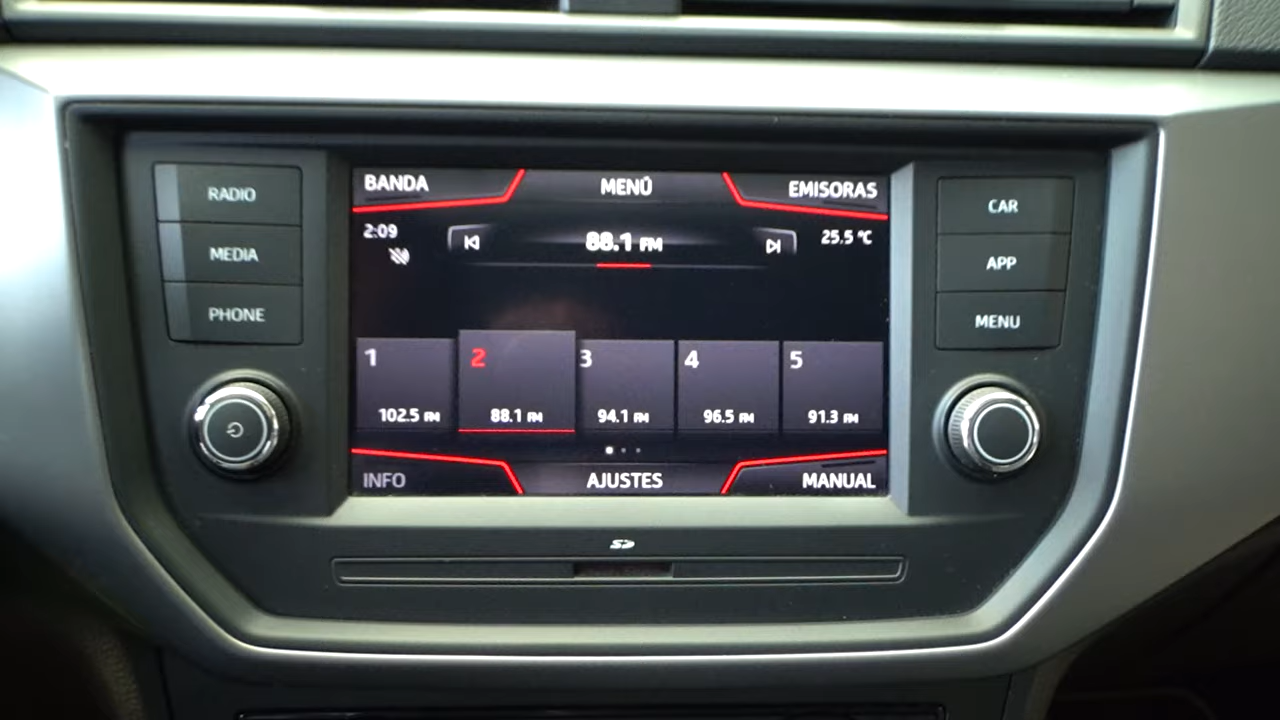 RADIO
MEDIA
PHONE
BANDA MENÚ EMISORAS
2:09 88.1 FM 25.5 °C
1 2 3 4 5
102.5 FM 88.1 FM 94.1 FM 96.5 FM 91.3 FM
INFO AJUSTES MANUAL
CAR
APP
MENU
SD